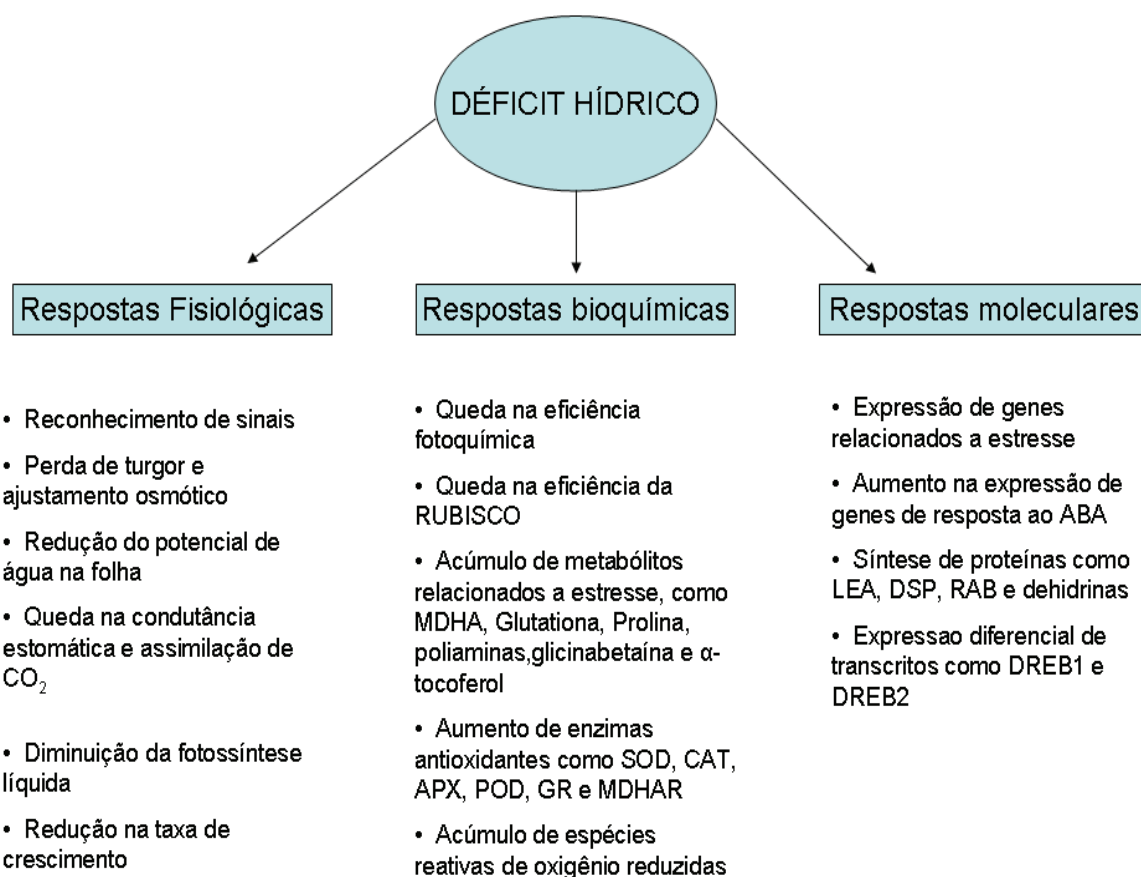 DÉFICIT HÍDRICO
Respostas Fisiológicas
• Reconhecimento de sinais
• Perda de turgor e
ajustamento osmótico
• Redução do potencial de
água na folha
• Queda na condutância
estomática e assimilação de
CO₂
• Diminuição da fotossíntese
líquida
• Redução na taxa de
crescimento
Respostas bioquímicas
• Queda na eficiência
fotoquímica
• Queda na eficiência da
RUBISCO
• Acúmulo de metabólitos
relacionados a estresse, como
MDHA, Glutationa, Prolina,
poliaminas,glicinabetaína e α-
tocoferol
• Aumento de enzimas
antioxidantes como SOD, CAT,
APX, POD, GR e MDHAR
• Acúmulo de espécies
reativas de oxigênio reduzidas
Respostas moleculares
• Expressão de genes
relacionados a estresse
• Aumento na expressão de
genes de resposta ao ABA
• Síntese de proteínas como
LEA, DSP, RAB e dehidrinas
• Expressao diferencial de
transcritos como DREB1 e
DREB2